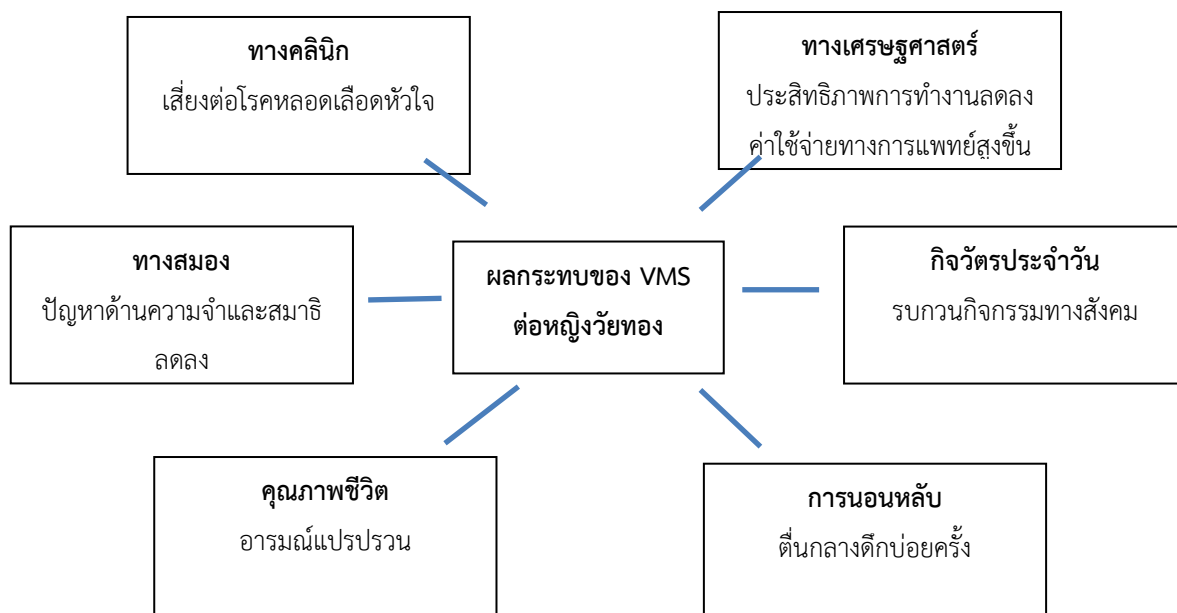 ทางคลินิก
เสี่ยงต่อโรคหลอดเลือดหัวใจ
ทางเศรษฐศาสตร์
ประสิทธิภาพการทำงานลดลง
ค่าใช้จ่ายทางการแพทย์สูงขึ้น
ทางสมอง
ปัญหาด้านความจำและสมาธิ
ลดลง
ผลกระทบของ VMS
ต่อหญิงวัยทอง
กิจวัตรประจำวัน
รบกวนกิจกรรมทางสังคม
คุณภาพชีวิต
อารมณ์แปรปรวน
การนอนหลับ
ตื่นกลางดึกบ่อยครั้ง